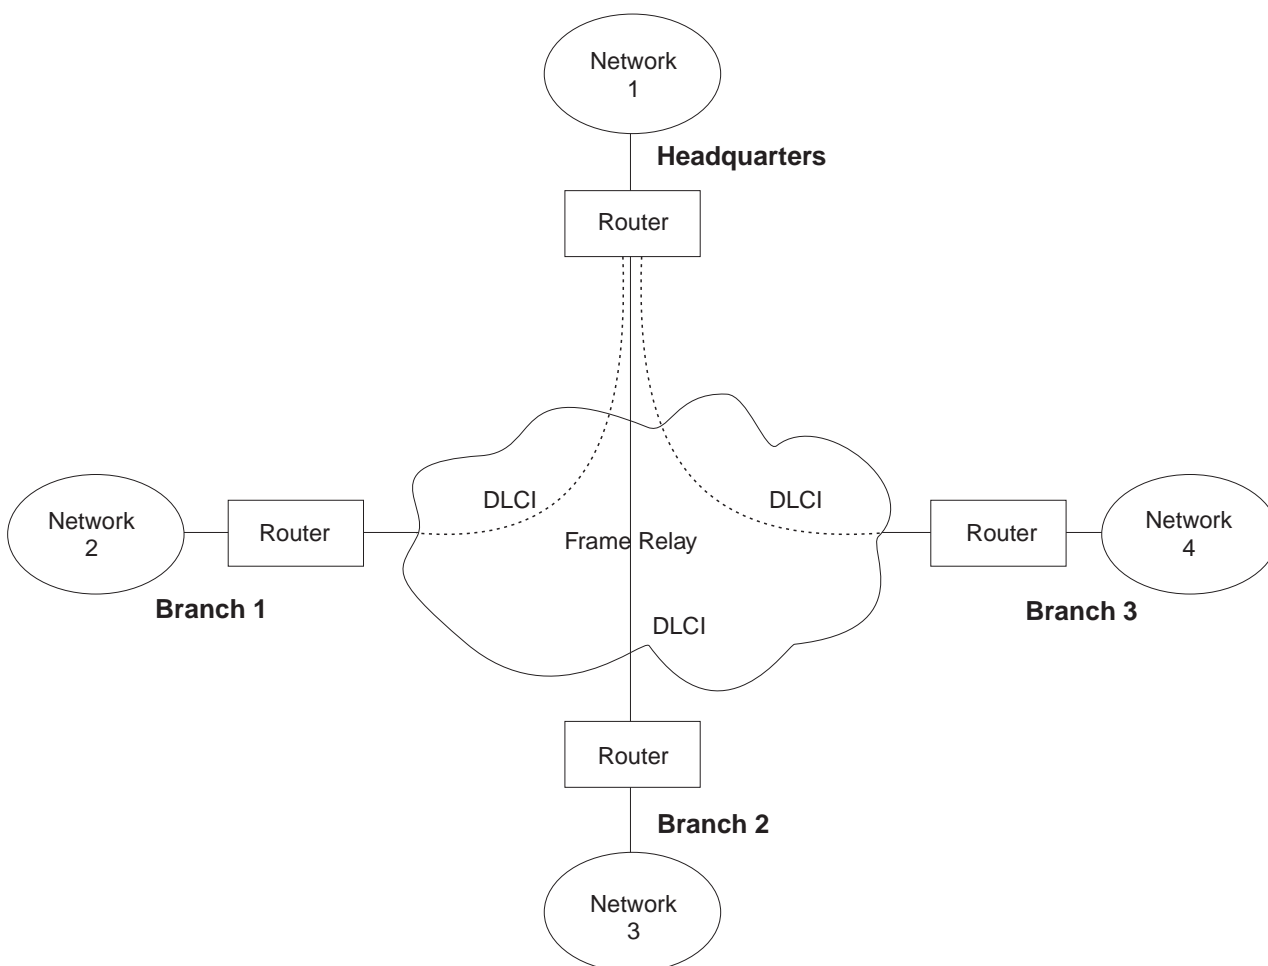 Network
1
Headquarters
Router
DLCI
DLCI
Network
2
Router
Frame Relay
Router
Network
4
Branch 1
Branch 3
DLCI
Router
Branch 2
Network
3